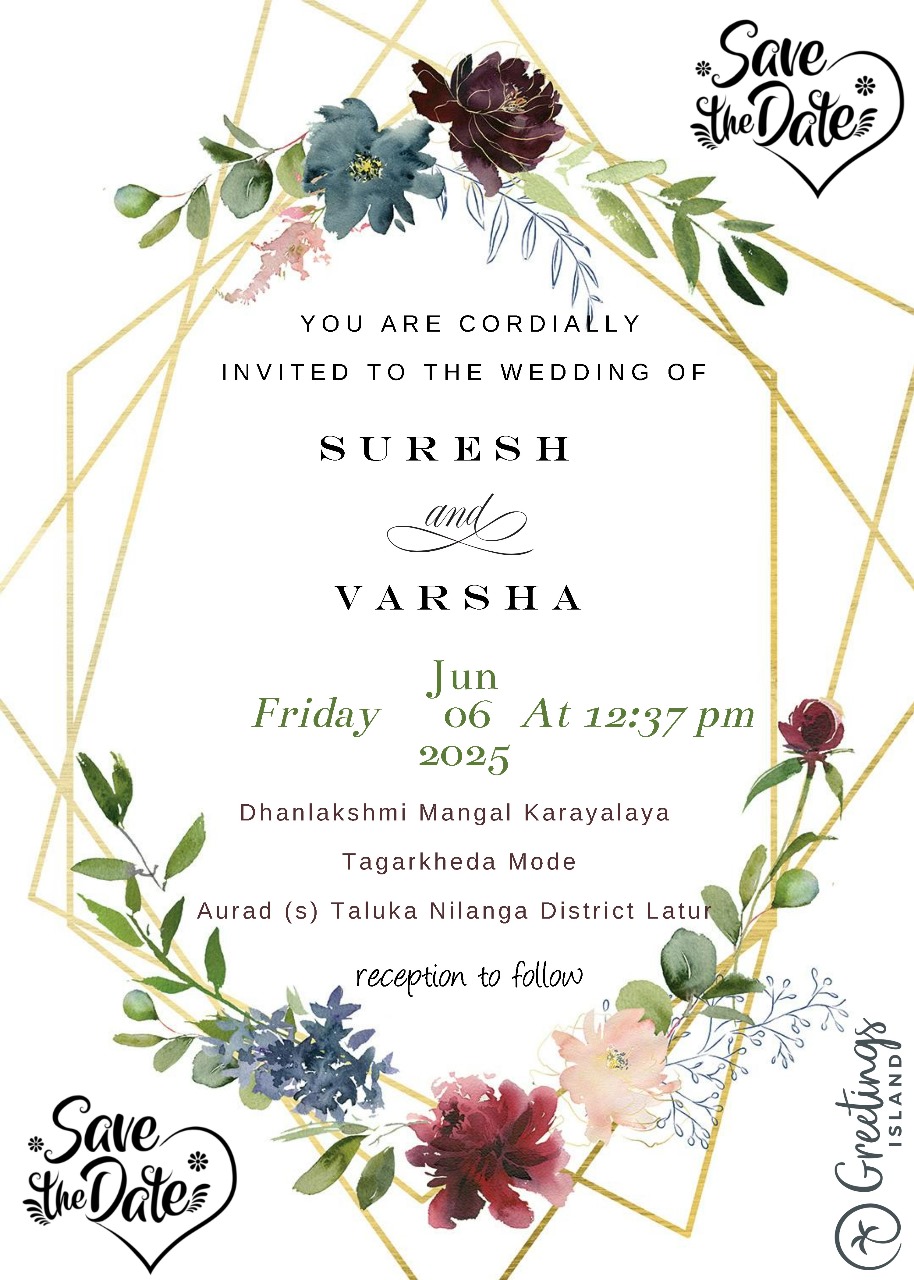 Save
the Date
YOU ARE CORDIALLY
INVITED TO THE WEDDING OF
SURESH
and
VARSHA
Jun
Friday 06 At 12:37 pm
2025
Dhanlakshmi Mangal Karayalaya
Tagarkheda Mode
Aurad (s) Taluka Nilanga District Latur
reception to follow
Save
the Date
Greetings
ISLAND